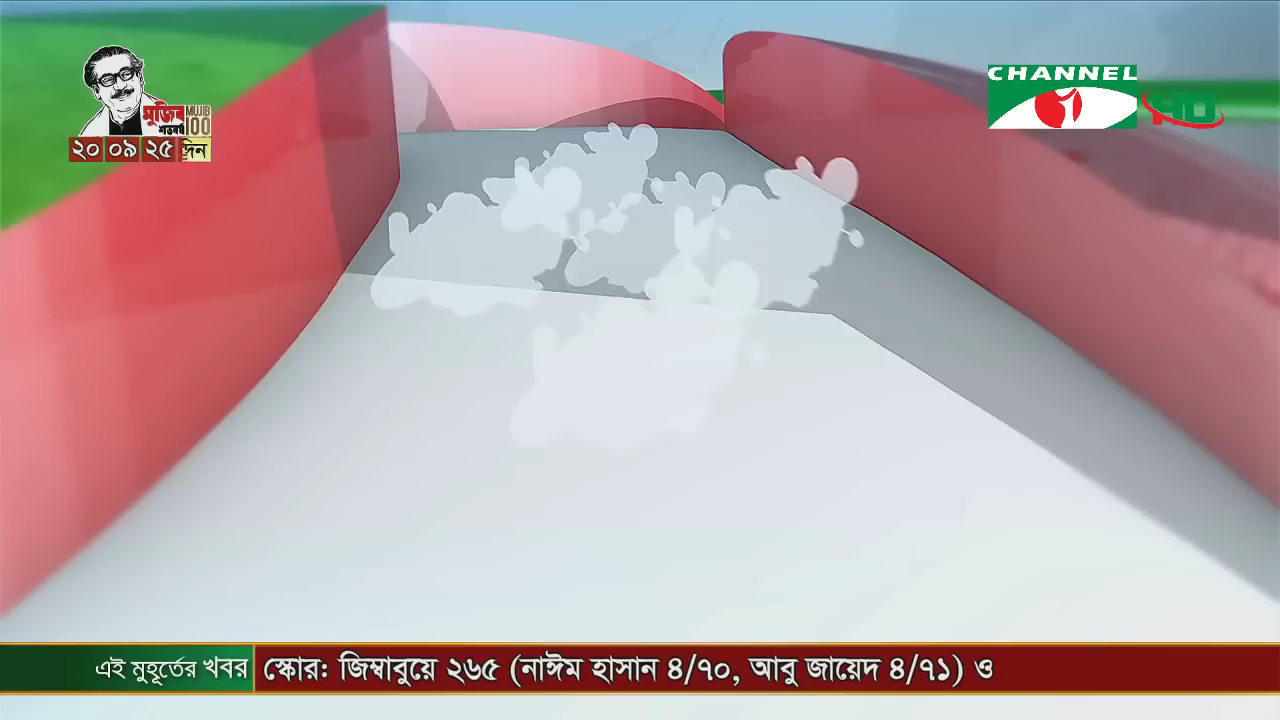 CHANNEL
i
HD
মুজিব
শতবর্ষ
MUJIB
100
২০ ০৯ ২৫ দিন
এই মুহূর্তের খবর স্কোর: জিম্বাবুয়ে ২৬৫ (নাঈম হাসান ৪/৭০, আবু জায়েদ ৪/৭১) ও